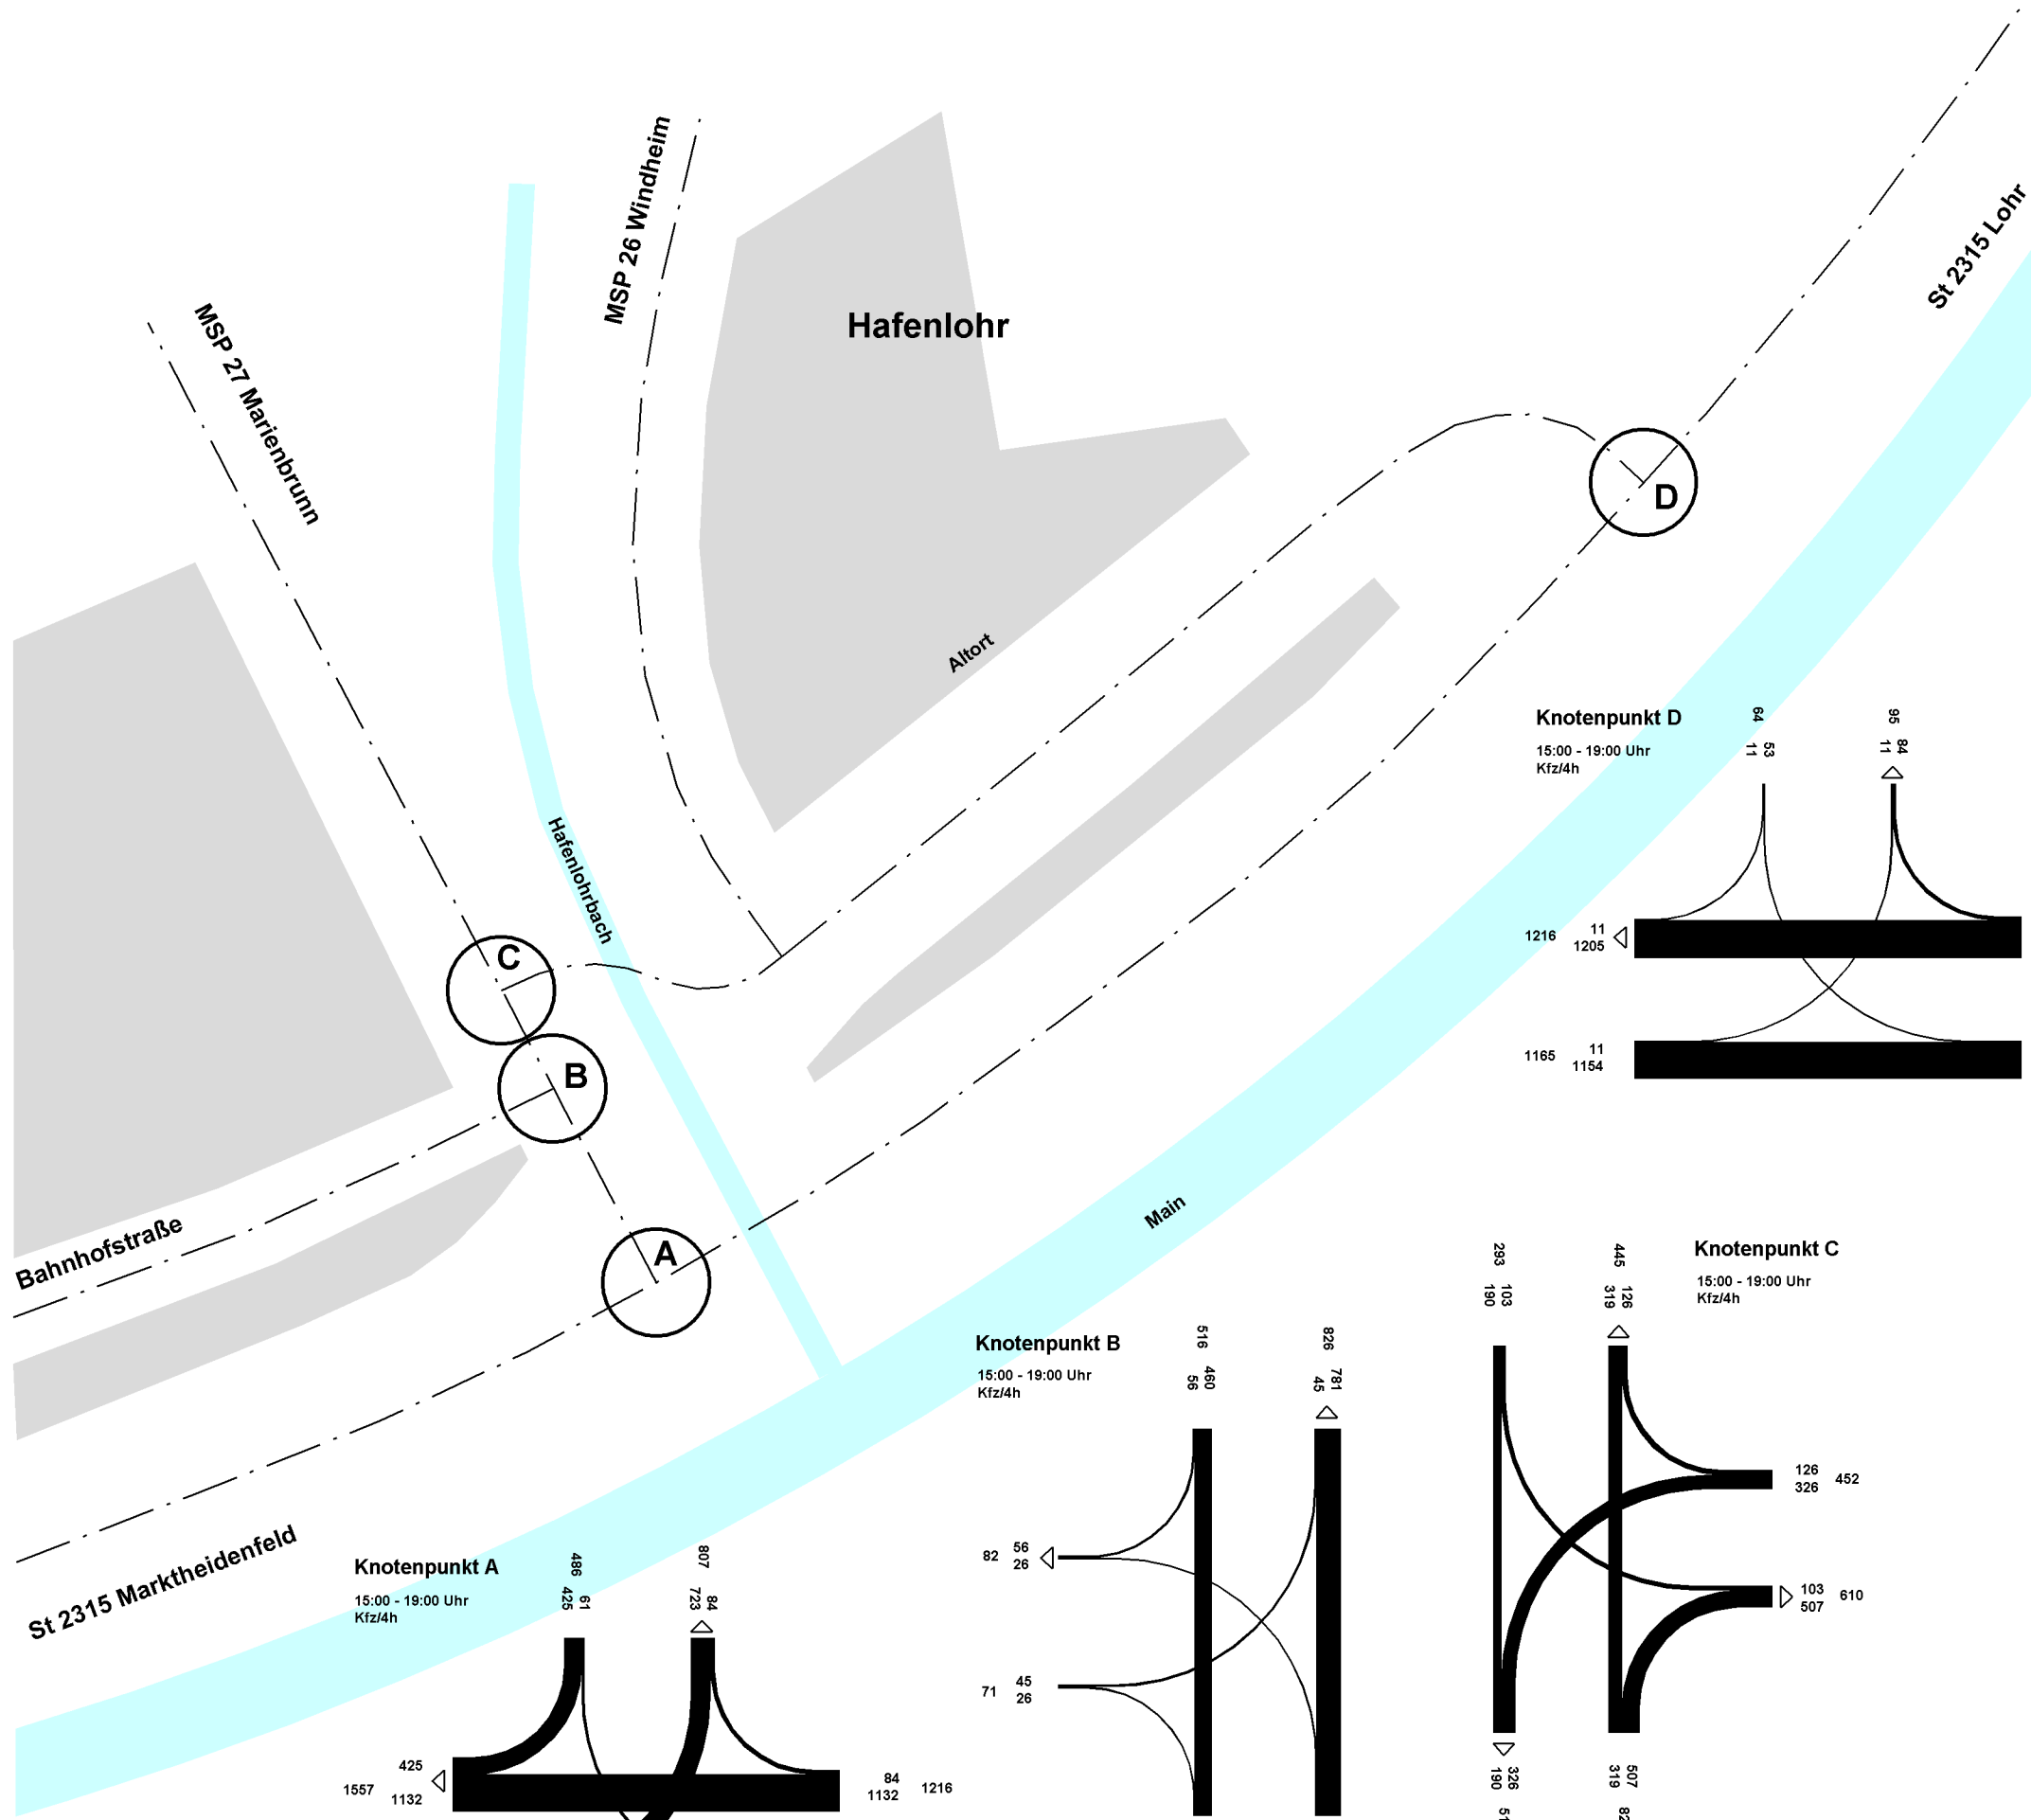 MSP 26 Windheim
MSP 27 Marienbrunn
Hafenlohr
St 2315 Lohr
D
Altort
Hafenlohrbach
C
B
A
Bahnhofstraße
Main
St 2315 Marktheidenfeld
Knotenpunkt D
15:00 - 19:00 Uhr
Kfz/4h
64
53
11
95
84
11
1216
11
1205
1165
11
1154
Knotenpunkt C
15:00 - 19:00 Uhr
Kfz/4h
293
103
190
445
126
319
126
326
452
103
507
610
326
190
507
319
Knotenpunkt B
15:00 - 19:00 Uhr
Kfz/4h
516
460
56
826
781
45
82
56
26
71
45
26
Knotenpunkt A
15:00 - 19:00 Uhr
Kfz/4h
486
61
425
807
84
723
1557
425
1132
84
1132
1216